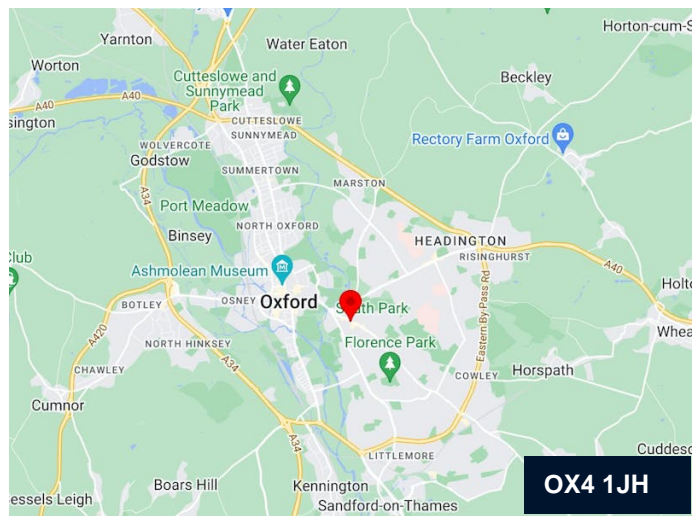 Horton-cum-S
Yarnton
Water Eaton
Worton
Cutteslowe and
Sunnymead
Park
Beckley
A40
A40
sington
CUTTESLOWE
SUNNYMEAD
Rectory Farm Oxford
WOLVERCOTE
Godstow
SUMMERTOWN
MARSTON
A34
Port Meadow
NORTH OXFORD
Binsey
HEADINGTON
RISINGHURST
Club
Ashmolean Museum
A40
Holto
BOTLEY
OSNEY
Oxford
South Park
Eastern By-Pass Rd
Whea
A420
NORTH HINKSEY
Florence Park
CHAWLEY
A34
COWLEY
Horspath
Cumnor
A34
LITTLEMORE
Cuddesd
Boars Hill
Kennington
essels Leigh
Sandford-on-Thames
OX4 1JH